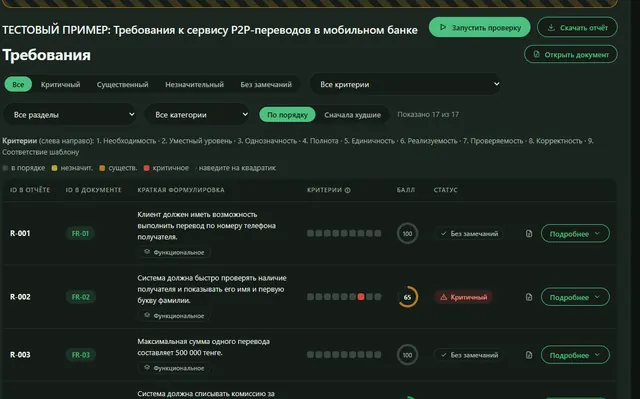 ТЕСТОВЫЙ ПРИМЕР: Требования к сервису P2P-переводов в мобильном банке
Запустить проверку
Скачать отчёт
Требования
Открыть документ
Все
Критичный
Существенный
Незначительный
Без замечаний
Все критерии
Все разделы
Все категории
По порядку
Сначала худшие
Показано 17 из 17
Критерии (слева направо): 1. Необходимость · 2. Уместный уровень · 3. Однозначность · 4. Полнота · 5. Единичность · 6. Реализуемость · 7. Проверяемость · 8. Корректность · 9.
Соответствие шаблону
в порядке
незначит.
существ.
критичное
· наведите на квадратик
ID В ОТЧЁТЕ
ID В ДОКУМЕНТЕ
КРАТКАЯ ФОРМУЛИРОВКА
КРИТЕРИИ
БАЛЛ
СТАТУС
R-001
FR-01
Клиент должен иметь возможность
выполнить перевод по номеру телефона
получателя.
Функциональное
100
Без замечаний
Подробнее
R-002
FR-02
Система должна быстро проверять наличие
получателя и показывать его имя и первую
букву фамилии.
Функциональное
65
Критичный
Подробнее
R-003
FR-03
Максимальная сумма одного перевода
составляет 500 000 тенге.
Функциональное
100
Без замечаний
Подробнее
Система должна списывать комиссию за